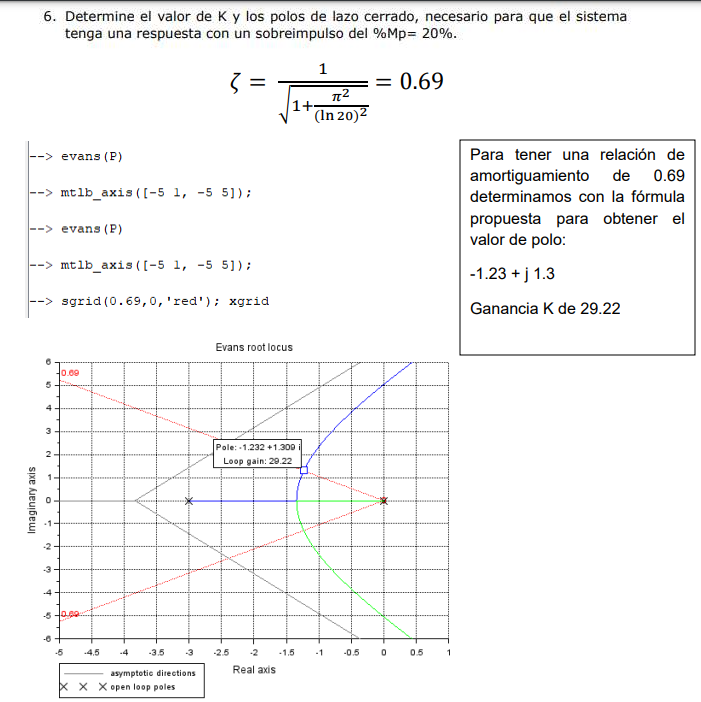 6. Determine el valor de K y los polos de lazo cerrado, necesario para que el sistema
tenga una respuesta con un sobreimpulso del %Mp= 20%.
ζ = 1 / √(1+ π² / (ln 20)²) = 0.69
--> evans(P)
--> mtlb_axis([-5 1, -5 5]);
--> evans(P)
--> mtlb_axis([-5 1, -5 5]);
--> sgrid(0.69,0,'red'); xgrid
Para tener una relación de
amortiguamiento de 0.69
determinamos con la fórmula
propuesta para obtener el
valor de polo:
-1.23 + j 1.3
Ganancia K de 29.22
Evans root locus
6
0.69
5
4
3
2
1
0
-1
-2
-3
-4
-5
0.69
-6
Pole: -1.232 +1.309 i
Loop gain: 29.22
Imaginary axis
-5 -4.5 -4 -3.5 -3 -2.5 -2 -1.5 -1 -0.5 0 0.5 1
Real axis
asymptotic directions
open loop poles